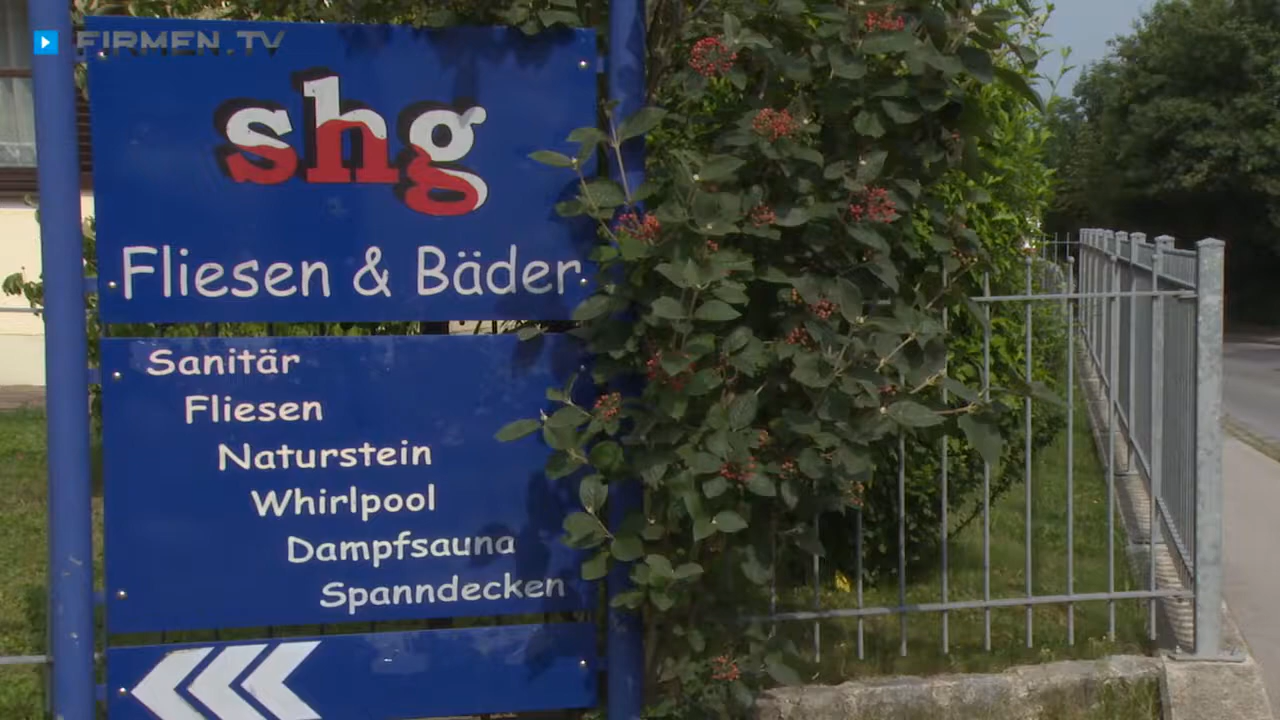 FIRMEN.TV
shg
Fliesen & Bäder
Sanitär
Fliesen
Naturstein
Whirlpool
Dampfsauna
Spanndecken